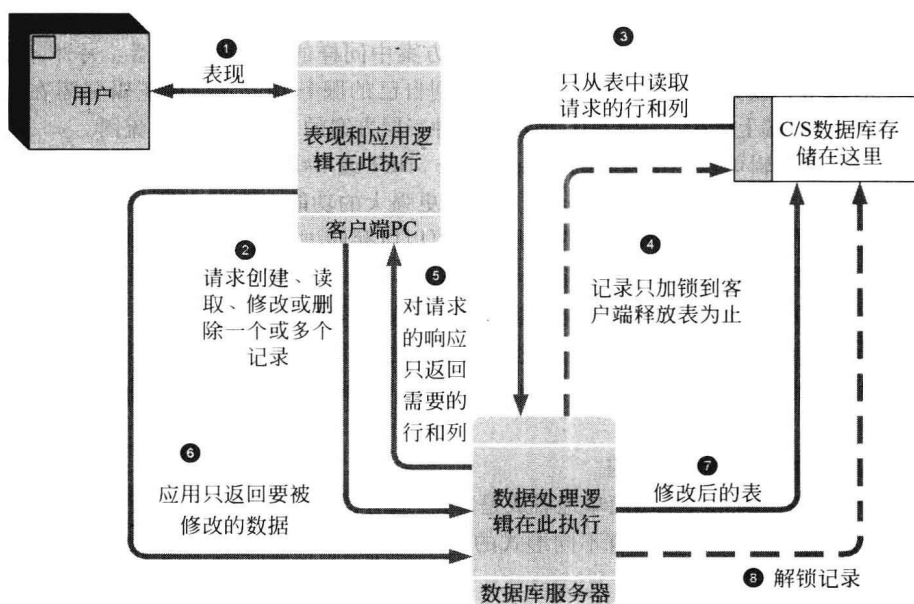 用户
❶
表现
表现和应用逻
辑在此执行
客户端PC
❸
只从表中读取
请求的行和列
C/S数据库存
储在这里
❷
请求创建、读
取、修改或删
除一个或多个
记录
❺
对请求
的响应
只返回
需要的
行和列
❹
记录只加锁到客
户端释放表为止
❻
应用只返回要被
修改的数据
数据处理逻
辑在此执行
数据库服务器
❼
修改后的表
❽ 解锁记录